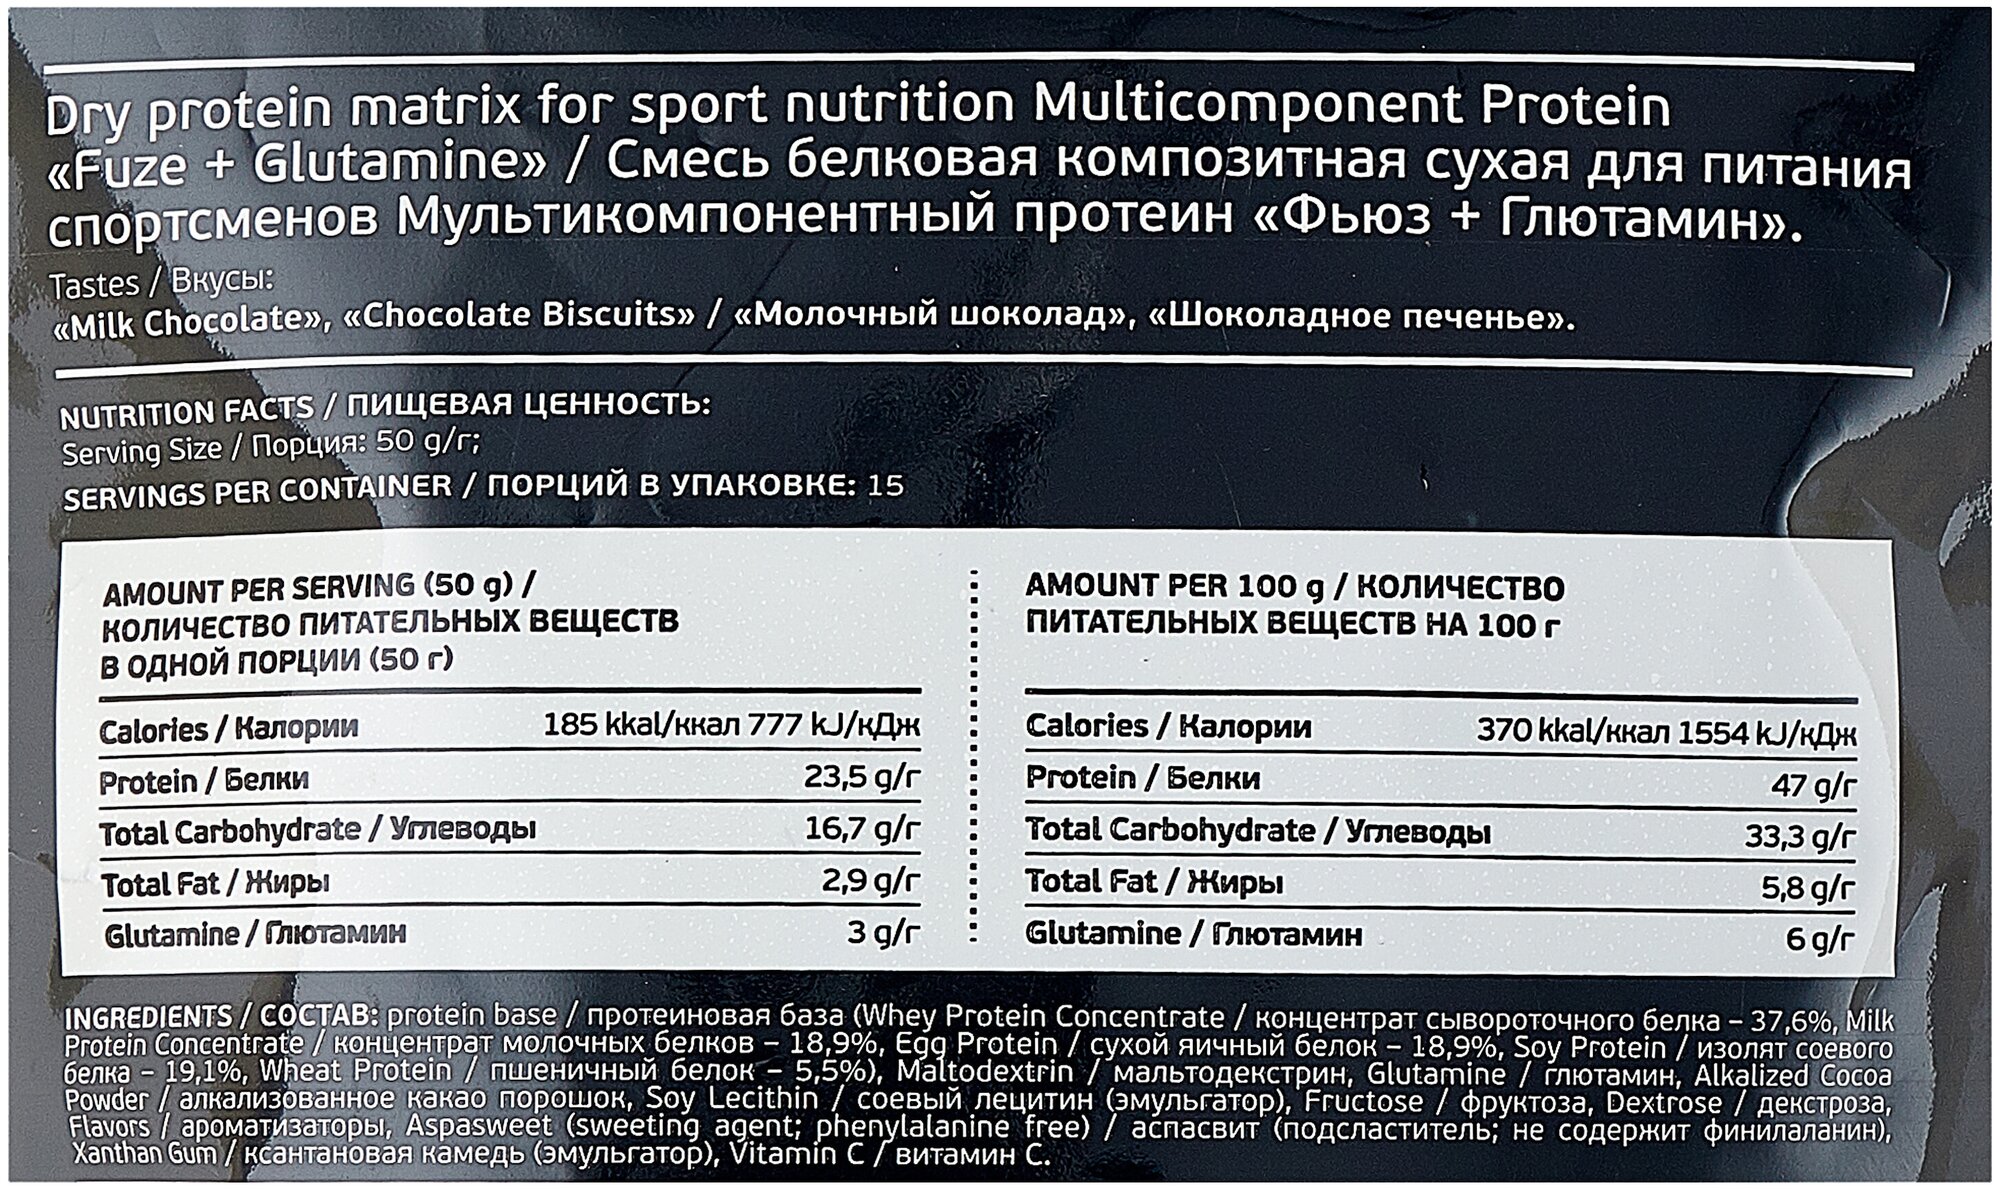 Dry protein matrix for sport nutrition Multicomponent Protein
«Fuze + Glutamine» / Смесь белковая композитная сухая для питания
спортсменов Мультикомпонентный протеин «Фьюз + Глютамин».
Tastes / Вкусы:
«Milk Chocolate», «Chocolate Biscuits» / «Молочный шоколад», «Шоколадное печенье».
NUTRITION FACTS / ПИЩЕВАЯ ЦЕННОСТЬ:
Serving Size / Порция: 50 g/г;
SERVINGS PER CONTAINER / ПОРЦИЙ В УПАКОВКЕ: 15
AMOUNT PER SERVING (50 g) /
КОЛИЧЕСТВО ПИТАТЕЛЬНЫХ ВЕЩЕСТВ
В ОДНОЙ ПОРЦИИ (50 г)
Calories / Калории 185 kkal/ккал 777 kJ/кДж
Protein / Белки 23,5 g/г
Total Carbohydrate / Углеводы 16,7 g/г
Total Fat / Жиры 2,9 g/г
Glutamine / Глютамин 3 g/г
AMOUNT PER 100 g / КОЛИЧЕСТВО
ПИТАТЕЛЬНЫХ ВЕЩЕСТВ НА 100 г
Calories / Калории 370 kkal/ккал 1554 kJ/кДж
Protein / Белки 47 g/г
Total Carbohydrate / Углеводы 33,3 g/г
Total Fat / Жиры 5,8 g/г
Glutamine / Глютамин 6 g/г
INGREDIENTS / СОСТАВ: protein base / протеиновая база (Whey Protein Concentrate / концентрат сывороточного белка – 37,6%, Milk
Protein Concentrate / концентрат молочных белков – 18,9%, Egg Protein / сухой яичный белок – 18,9%, Soy Protein / изолят соевого
белка – 19,1%, Wheat Protein / пшеничный белок – 5,5%), Maltodextrin / мальтодекстрин, Glutamine / глютамин, Alkalized Cocoa
Powder / алкализованное какао порошок, Soy Lecithin / соевый лецитин (эмульгатор), Fructose / фруктоза, Dextrose / декстроза,
Flavors / ароматизаторы, Aspasweet (sweeting agent; phenylalanine free) / аспасвит (подсластитель; не содержит финилаланин),
Xanthan Gum / ксантановая камедь (эмульгатор), Vitamin C / витамин С.